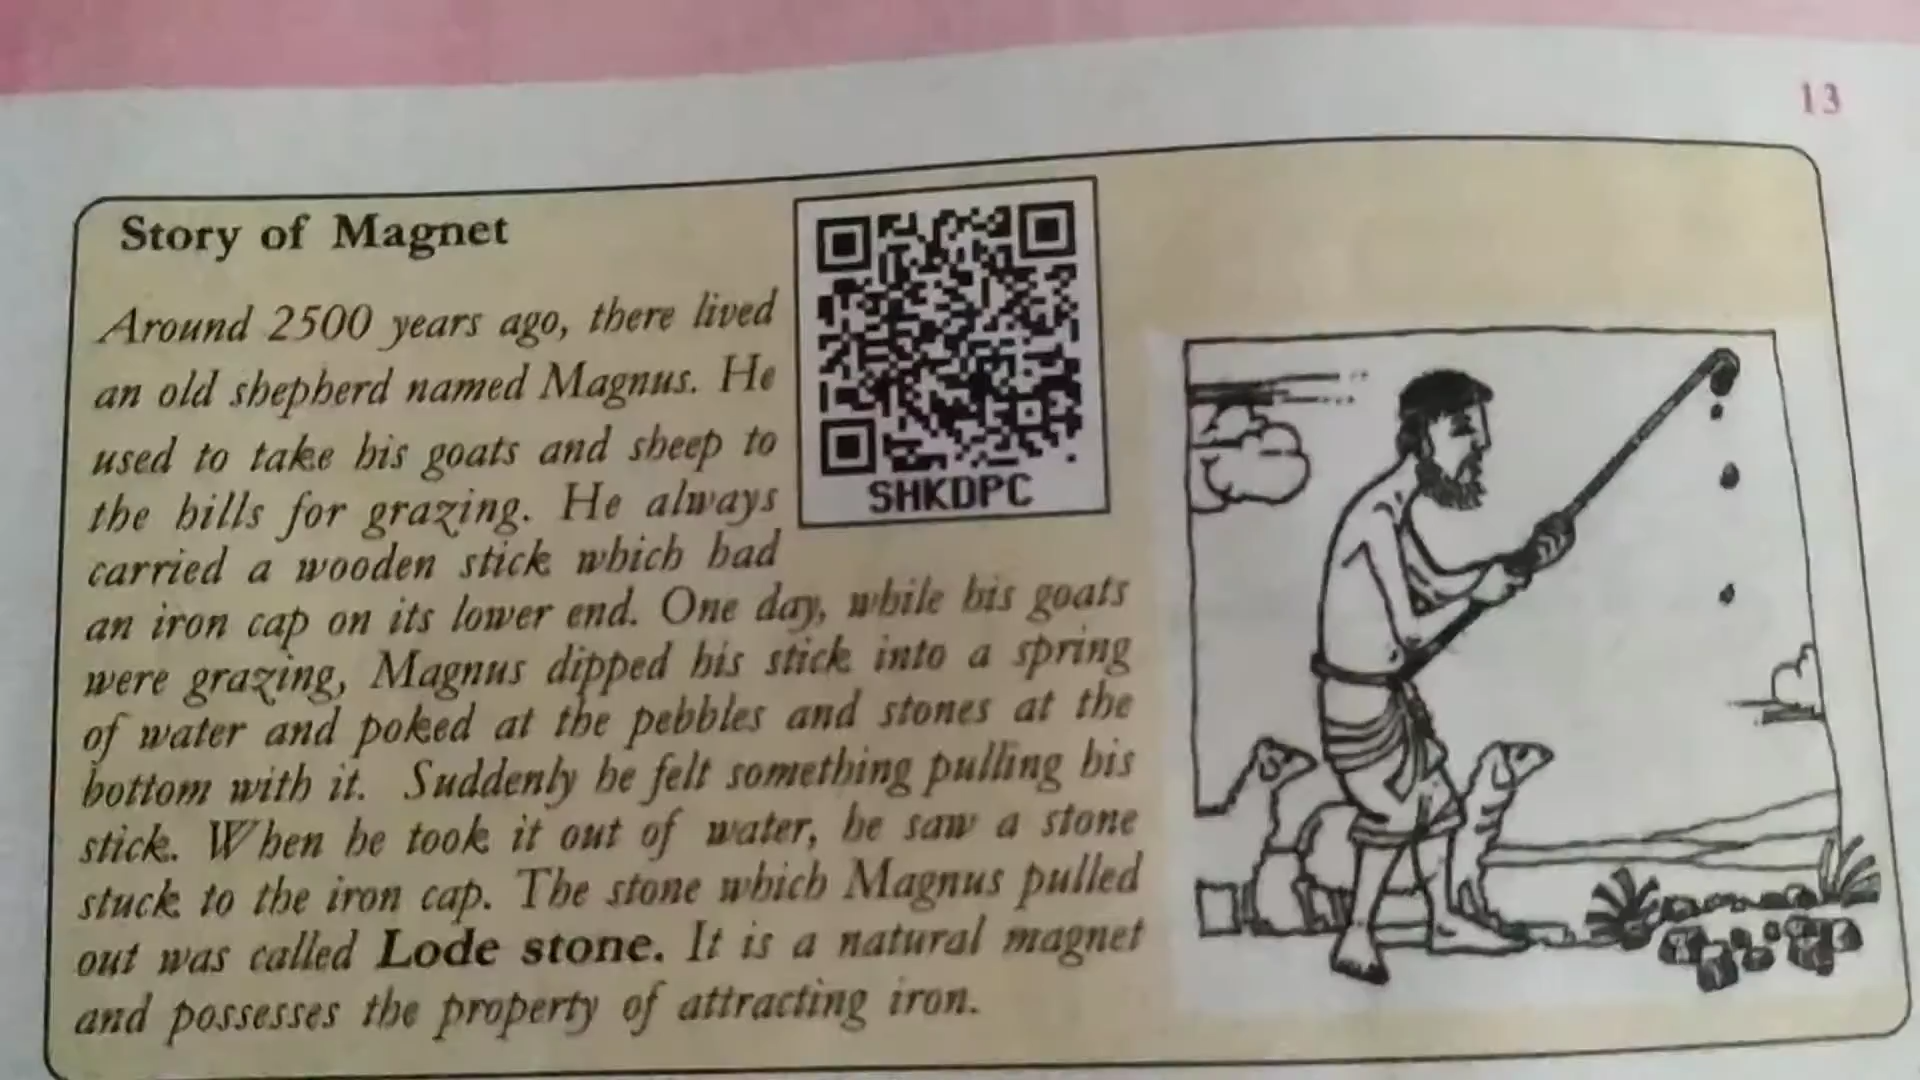 13
Story of Magnet
Around 2500 years ago, there lived
an old shepherd named Magnus. He
used to take his goats and sheep to
the hills for grazing. He always
carried a wooden stick which had
an iron cap on its lower end. One day, while his goats
were grazing, Magnus dipped his stick into a spring
of water and poked at the pebbles and stones at the
bottom with it. Suddenly he felt something pulling his
stick. When he took it out of water, he saw a stone
stuck to the iron cap. The stone which Magnus pulled
out was called Lode stone. It is a natural magnet
and possesses the property of attracting iron.
SHKDPC